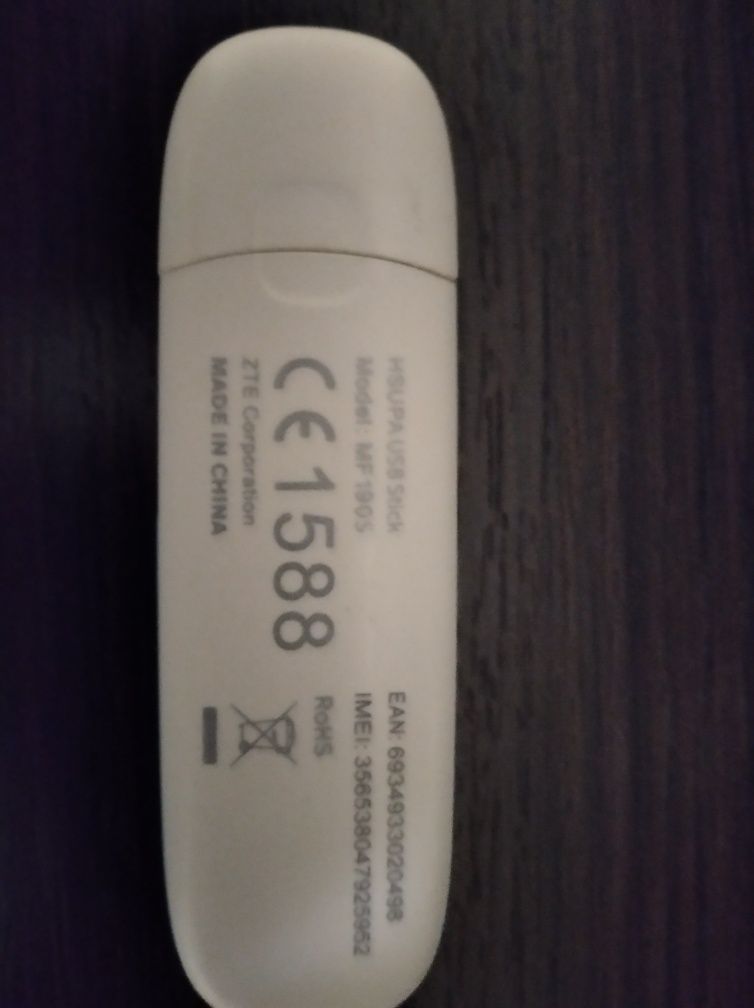 HSUPA USB Stick
Model: MF190S
CE1588
ZTE Corporation
MADE IN CHINA
EAN: 6934933020498
IMEI: 356538047925952
RoHS